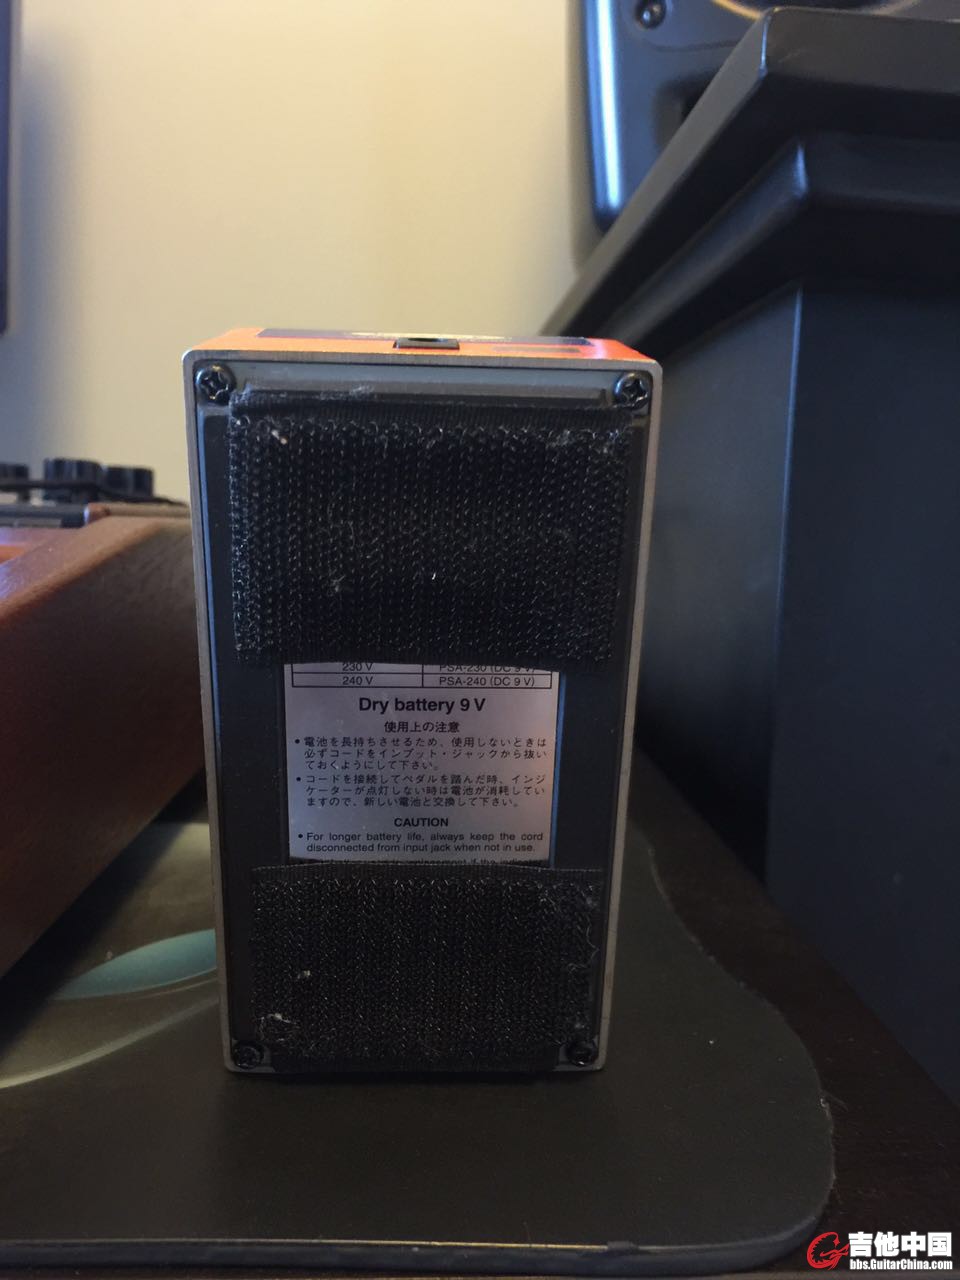 230 V PSA-230 (DC 9 V)
240 V PSA-240 (DC 9 V)
Dry battery 9 V
使用上の注意
• 電池を長持ちさせるため、使用しないときは
必ずコードをインプット・ジャックから抜い
ておくようにして下さい。
• コードを接続してペダルを踏んだ時、インジ
ケーターが点灯しない時は電池が消耗してい
ますので、新しい電池と交換して下さい。
CAUTION
• For longer battery life, always keep the cord
disconnected from input jack when not in use.
吉他中国
bbs.GuitarChina.com